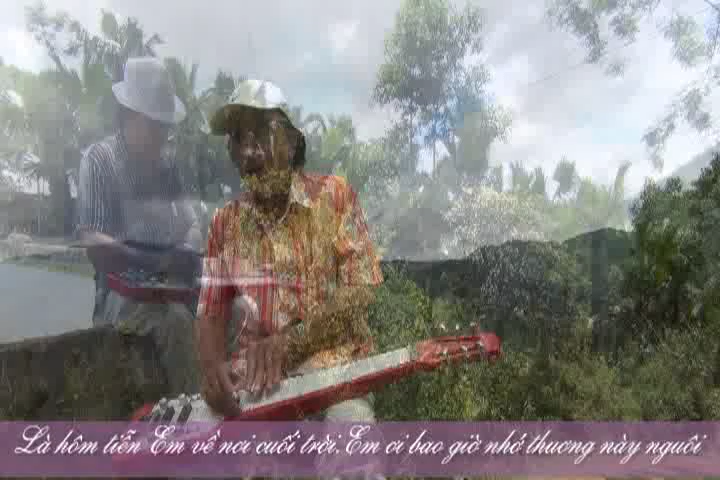 Là hôm tiễn Em về nơi cuối trời.Em ơi bao giờ nhớ thương này nguôi